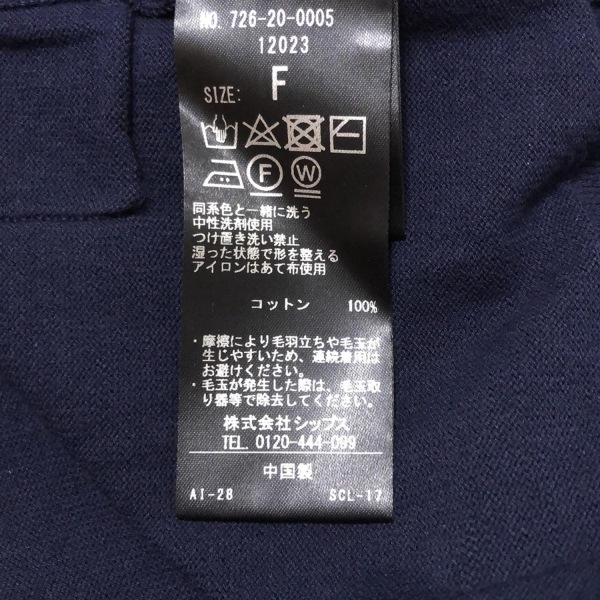 NO. 726-20-0005
12023
SIZE: F
F W
同系色と一緒に洗う
中性洗剤使用
つけ置き洗い禁止
湿った状態で形を整える
アイロンはあて布使用
コットン 100%
・摩擦により毛羽立ちや毛玉が
生じやすいため、連続着用は
お避けください。
・毛玉が発生した際は、毛玉取
り器等で除去してください。
株式会社シップス
TEL. 0120-444-099
中国製
AI-28 SCL-17